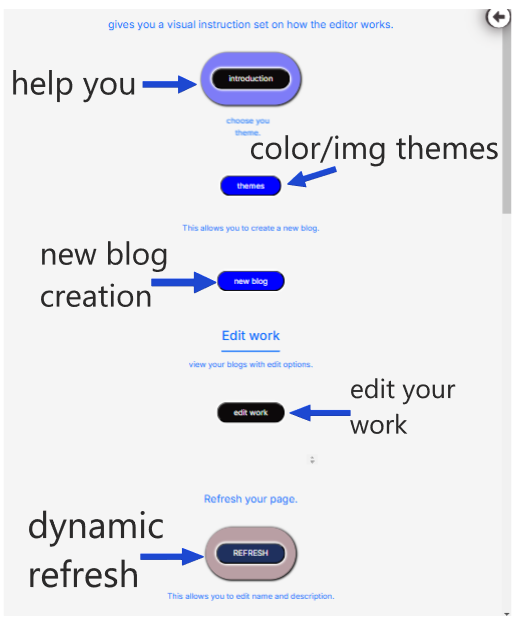 gives you a visual instruction set on how the editor works.
help you
introduction
choose you
theme.
color/img themes
themes
This allows you to create a new blog.
new blog
creation
new blog
Edit work
view your blogs with edit options.
edit your
work
edit work
Refresh your page.
dynamic
refresh
REFRESH
This allows you to edit name and description.